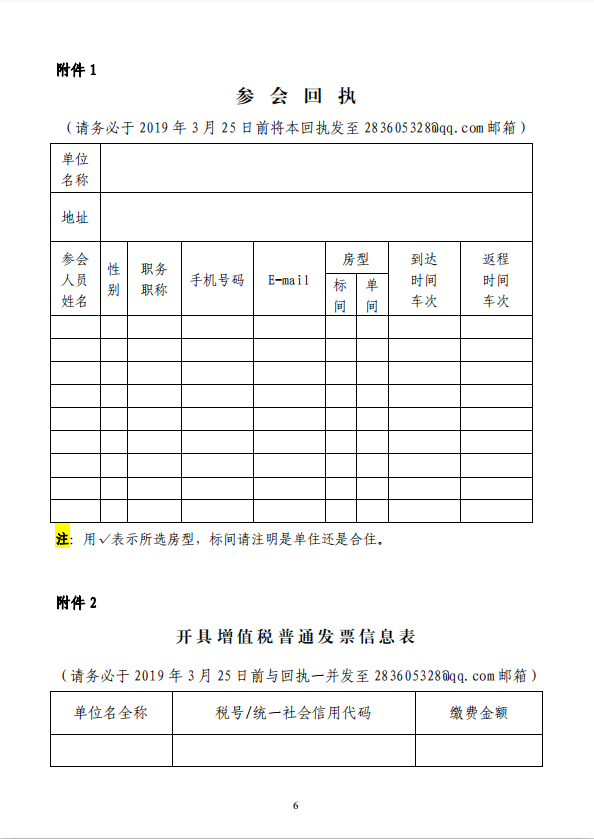 附件 1
参 会 回 执
（请务必于 2019 年 3 月 25 日前将本回执发至 283605328@qq.com 邮箱）
单位
名称
地址
参会
人员
姓名
性
别
职务
职称
手机号码
E-mail
房型
标
间
单
间
到达
时间
车次
返程
时间
车次
注：用√表示所选房型，标间请注明是单住还是合住。
附件 2
开具增值税普通发票信息表
（请务必于 2019 年 3 月 25 日前与回执一并发至 283605328@qq.com 邮箱）
单位名全称
税号/统一社会信用代码
缴费金额
6